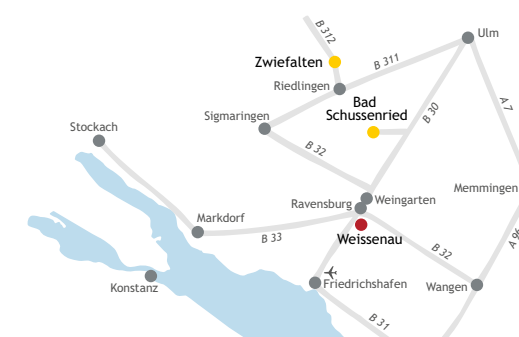 B 312
Ulm
Zwiefalten
B 311
Riedlingen
Bad
Schussenried
A 7
B 30
Sigmaringen
Stockach
B 32
Memmingen
Ravensburg
Weingarten
Markdorf
B 33
Weissenau
B 32
A 96
Konstanz
Friedrichshafen
Wangen
B 31